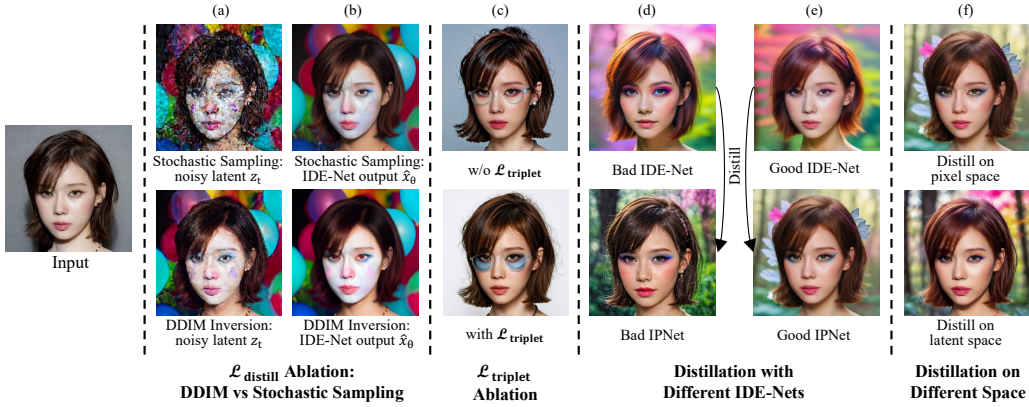 (a)
(b)
(c)
(d)
(e)
(f)
Input
Stochastic Sampling:
noisy latent z_t
Stochastic Sampling:
IDE-Net output x̂_θ
w/o ℒ_triplet
Bad IDE-Net
Good IDE-Net
Distill on
pixel space
Distill
DDIM Inversion:
noisy latent z_t
DDIM Inversion:
IDE-Net output x̂_θ
with ℒ_triplet
Bad IPNet
Good IPNet
Distill on
latent space
ℒ_distill Ablation:
DDIM vs Stochastic Sampling
ℒ_triplet
Ablation
Distillation with
Different IDE-Nets
Distillation on
Different Space